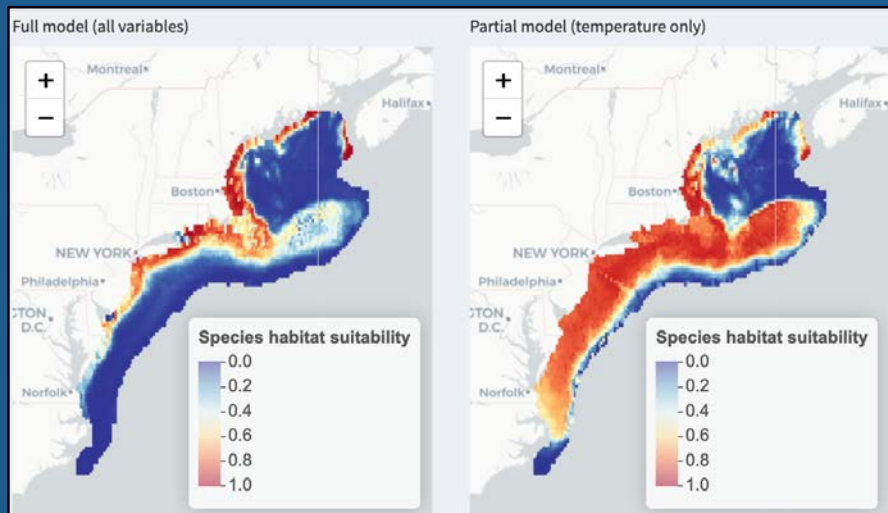 Full model (all variables)
+
−
Montreal
Halifax
Boston
NEW YORK
Philadelphia
GTON
D.C.
Norfolk
Species habitat suitability
0.0
0.2
0.4
0.6
0.8
1.0
Partial model (temperature only)
+
−
Montreal
Halifax
Boston
NEW YORK
Philadelphia
GTON
D.C.
Norfolk
Species habitat suitability
0.0
0.2
0.4
0.6
0.8
1.0